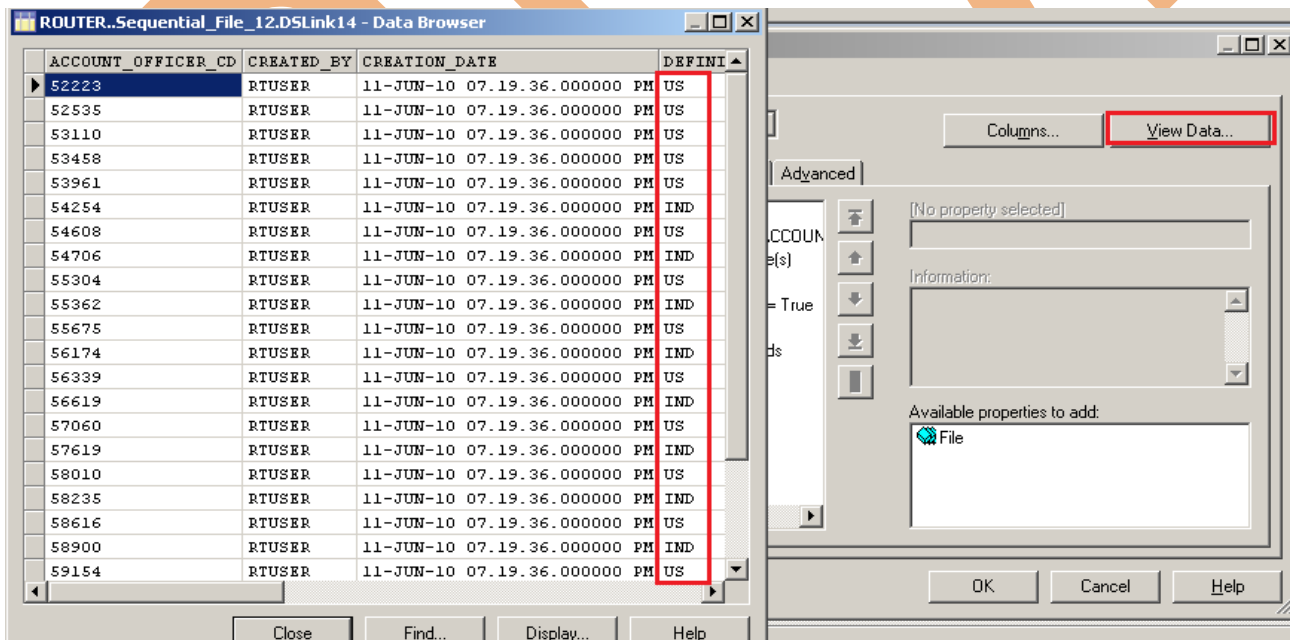 ROUTER..Sequential_File_12.DSLink14 - Data Browser
ACCOUNT_OFFICER_CD CREATED_BY CREATION_DATE DEFINI
52223 RTUSER 11-JUN-10 07.19.36.000000 PM US
52535 RTUSER 11-JUN-10 07.19.36.000000 PM US
53110 RTUSER 11-JUN-10 07.19.36.000000 PM US
53458 RTUSER 11-JUN-10 07.19.36.000000 PM US
53961 RTUSER 11-JUN-10 07.19.36.000000 PM US
54254 RTUSER 11-JUN-10 07.19.36.000000 PM IND
54608 RTUSER 11-JUN-10 07.19.36.000000 PM US
54706 RTUSER 11-JUN-10 07.19.36.000000 PM IND
55304 RTUSER 11-JUN-10 07.19.36.000000 PM US
55362 RTUSER 11-JUN-10 07.19.36.000000 PM IND
55675 RTUSER 11-JUN-10 07.19.36.000000 PM US
56174 RTUSER 11-JUN-10 07.19.36.000000 PM IND
56339 RTUSER 11-JUN-10 07.19.36.000000 PM US
56619 RTUSER 11-JUN-10 07.19.36.000000 PM IND
57060 RTUSER 11-JUN-10 07.19.36.000000 PM US
57619 RTUSER 11-JUN-10 07.19.36.000000 PM IND
58010 RTUSER 11-JUN-10 07.19.36.000000 PM US
58235 RTUSER 11-JUN-10 07.19.36.000000 PM IND
58616 RTUSER 11-JUN-10 07.19.36.000000 PM US
58900 RTUSER 11-JUN-10 07.19.36.000000 PM IND
59154 RTUSER 11-JUN-10 07.19.36.000000 PM US
Close Find... Display... Help
Columns... View Data...
Advanced
CCOUN
e(s)
= True
ds
[No property selected]
Information:
Available properties to add:
File
OK Cancel Help